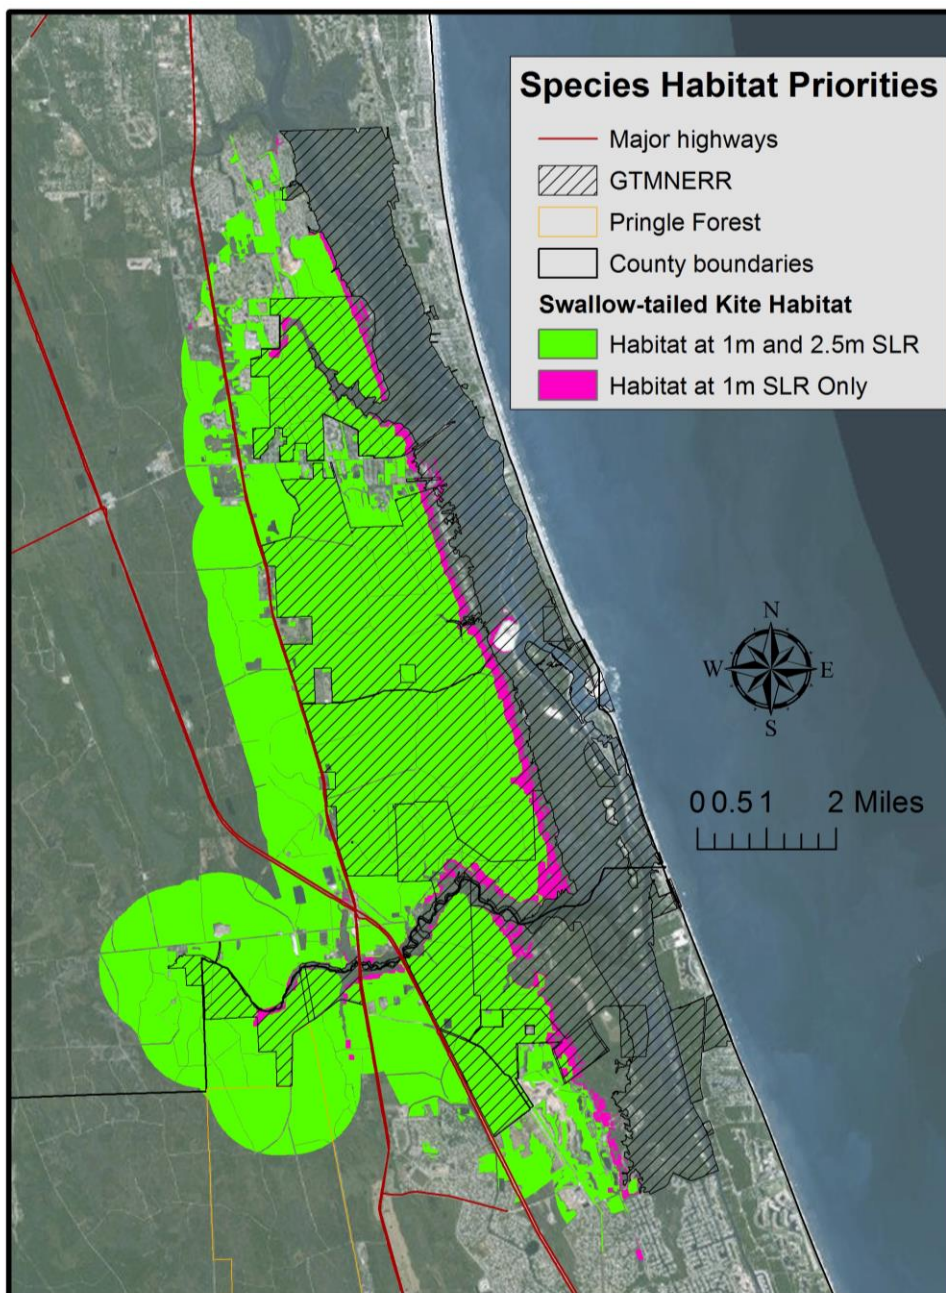 Species Habitat Priorities
Major highways
GTMNERR
Pringle Forest
County boundaries
Swallow-tailed Kite Habitat
Habitat at 1m and 2.5m SLR
Habitat at 1m SLR Only
N
W E
S
0 0.5 1 2 Miles